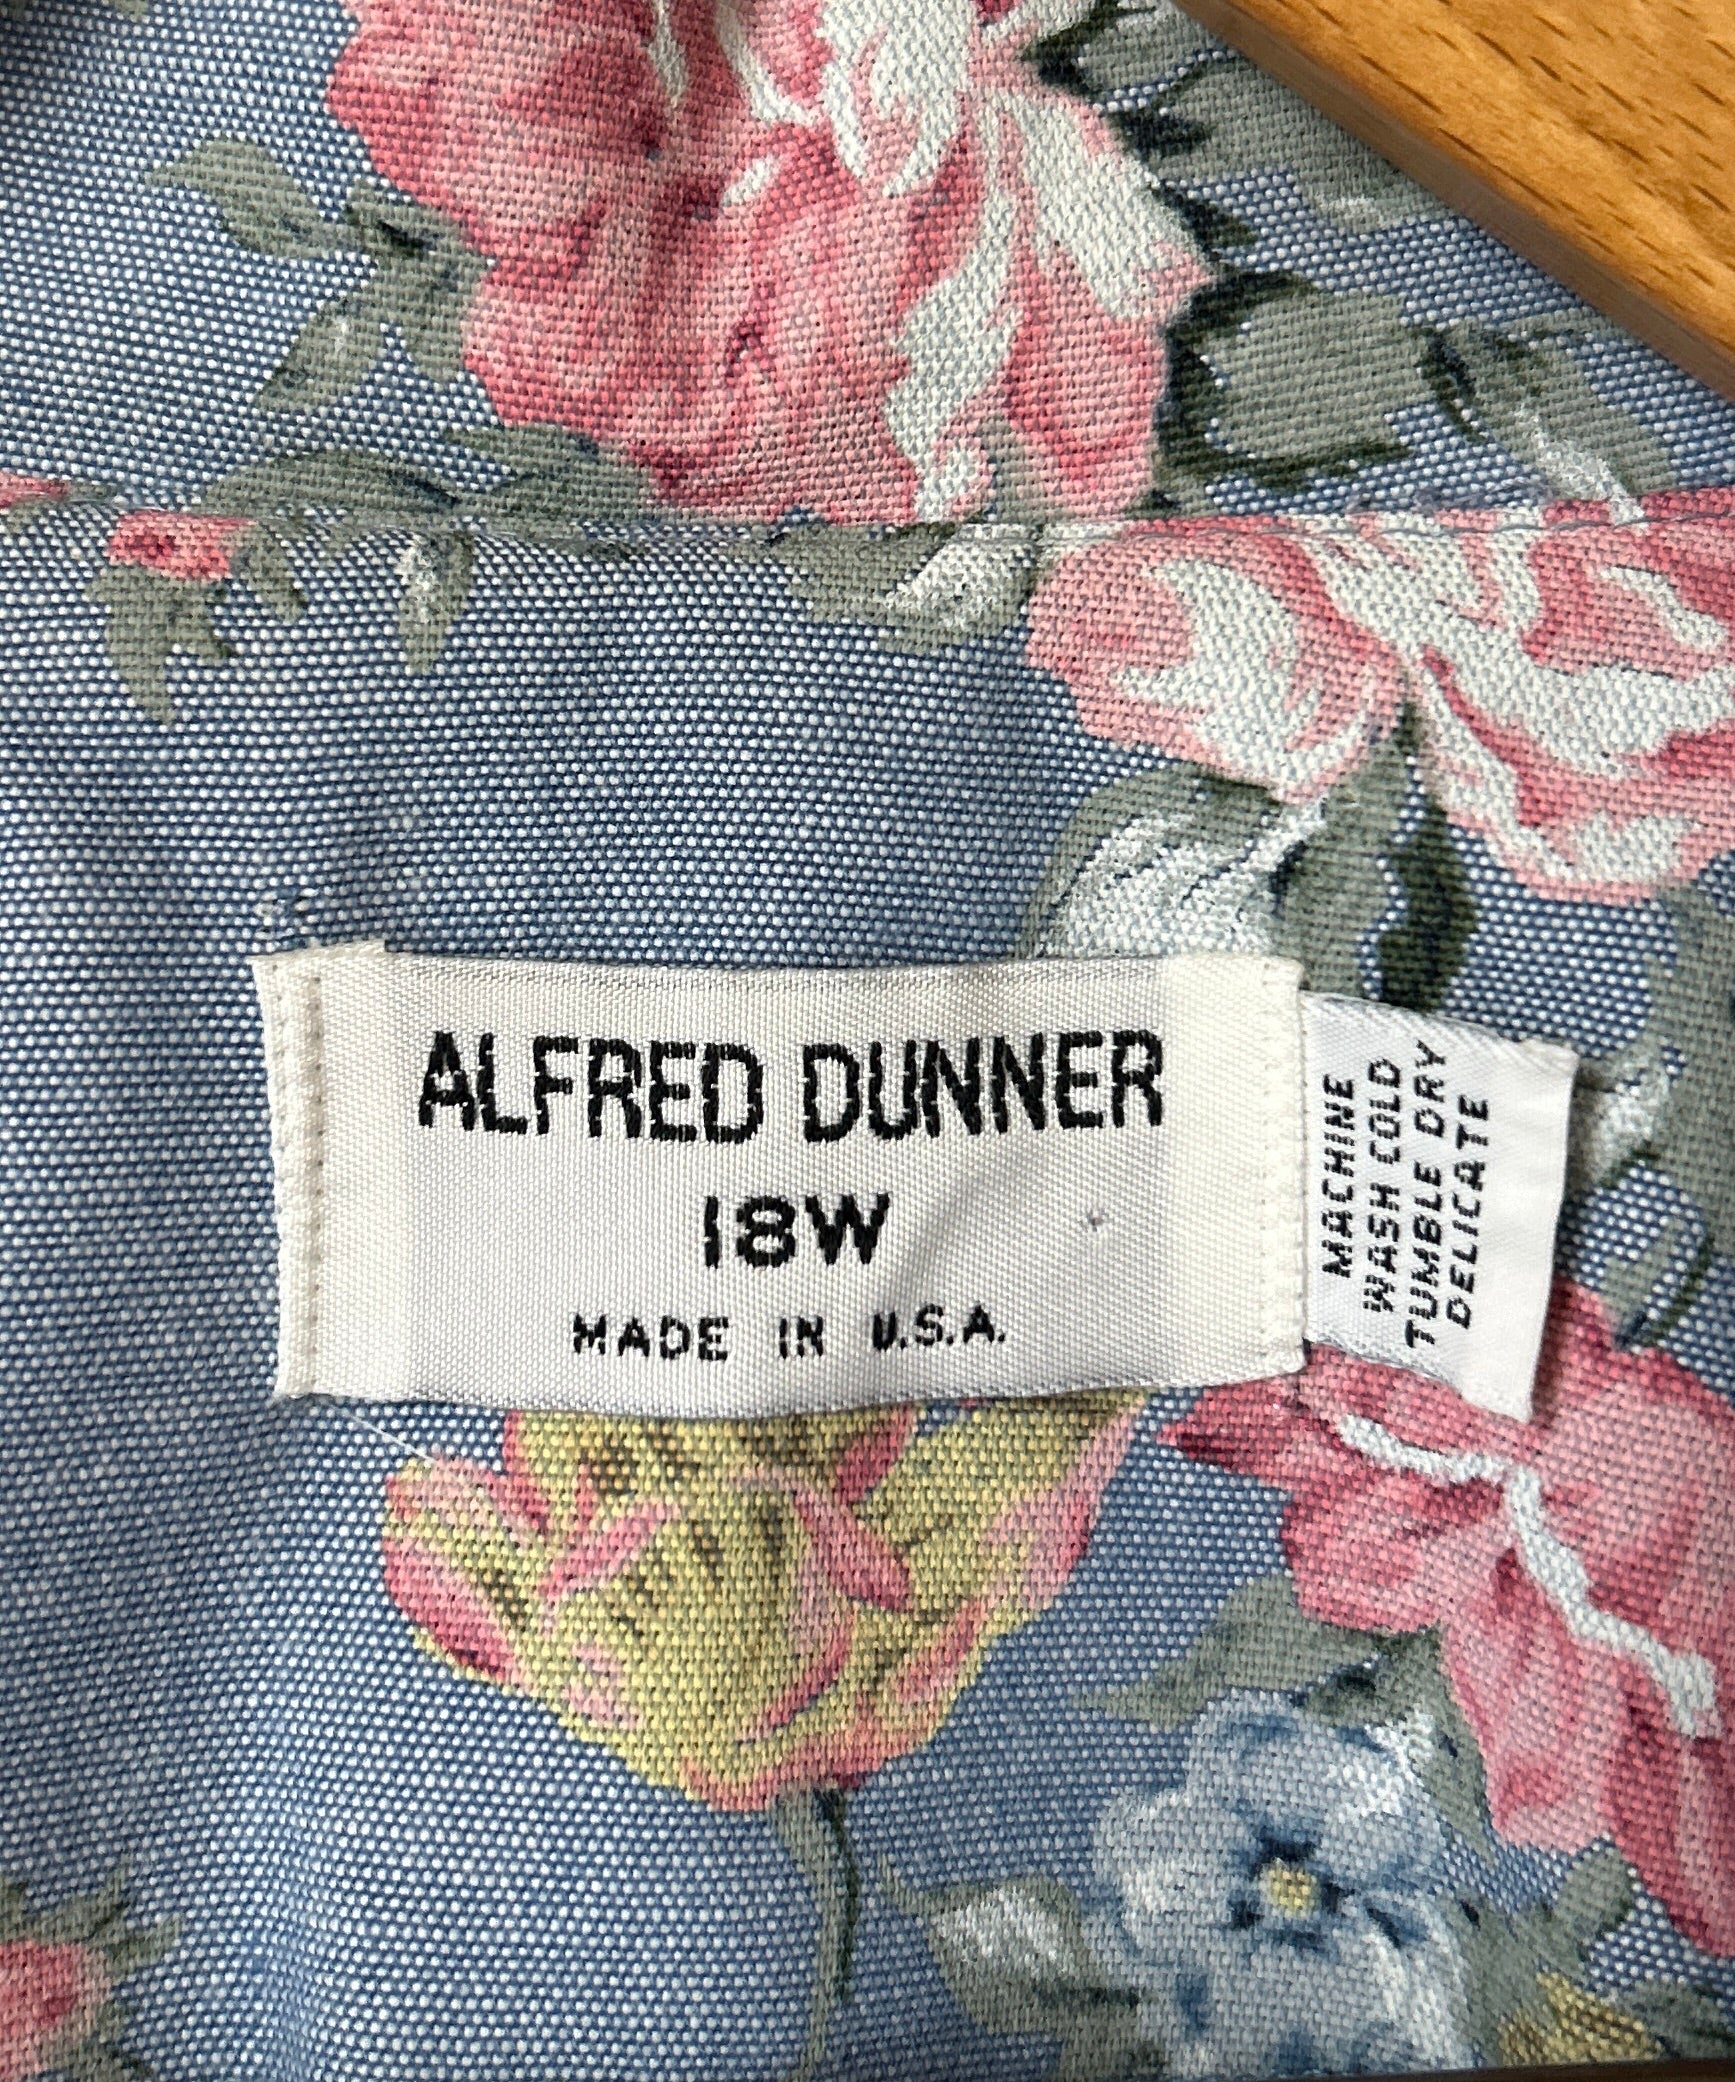 ALFRED DUNNER
18W
MADE IN U.S.A.
MACHINE
WASH COLD
TUMBLE DRY
DELICATE